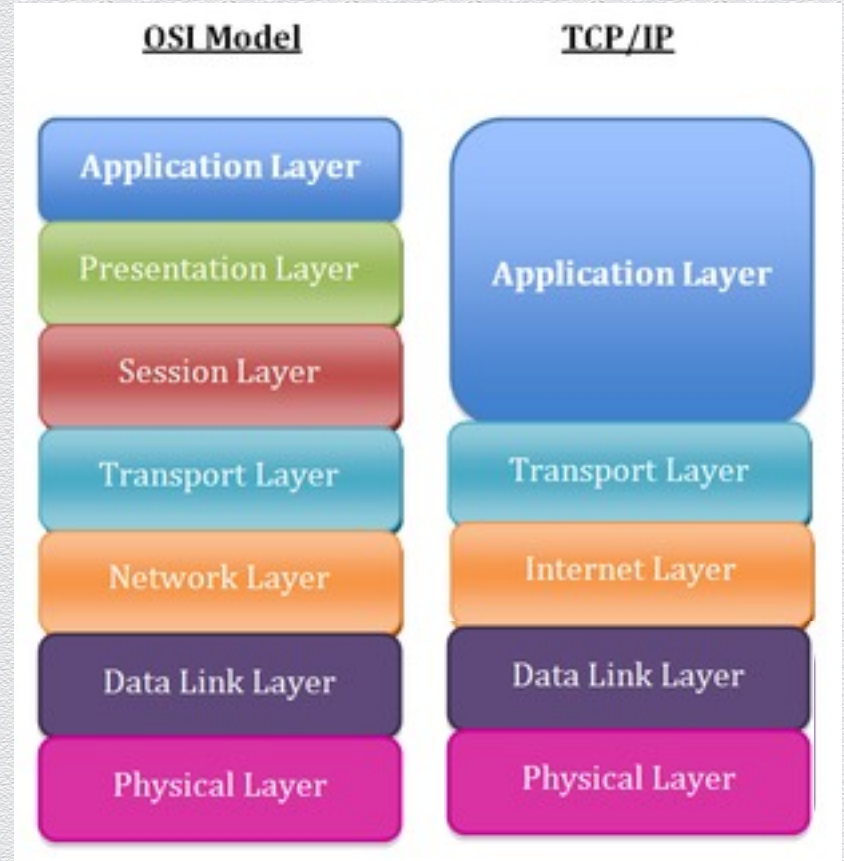 OSI Model
Application Layer
Presentation Layer
Session Layer
Transport Layer
Network Layer
Data Link Layer
Physical Layer
TCP/IP
Application Layer
Transport Layer
Internet Layer
Data Link Layer
Physical Layer